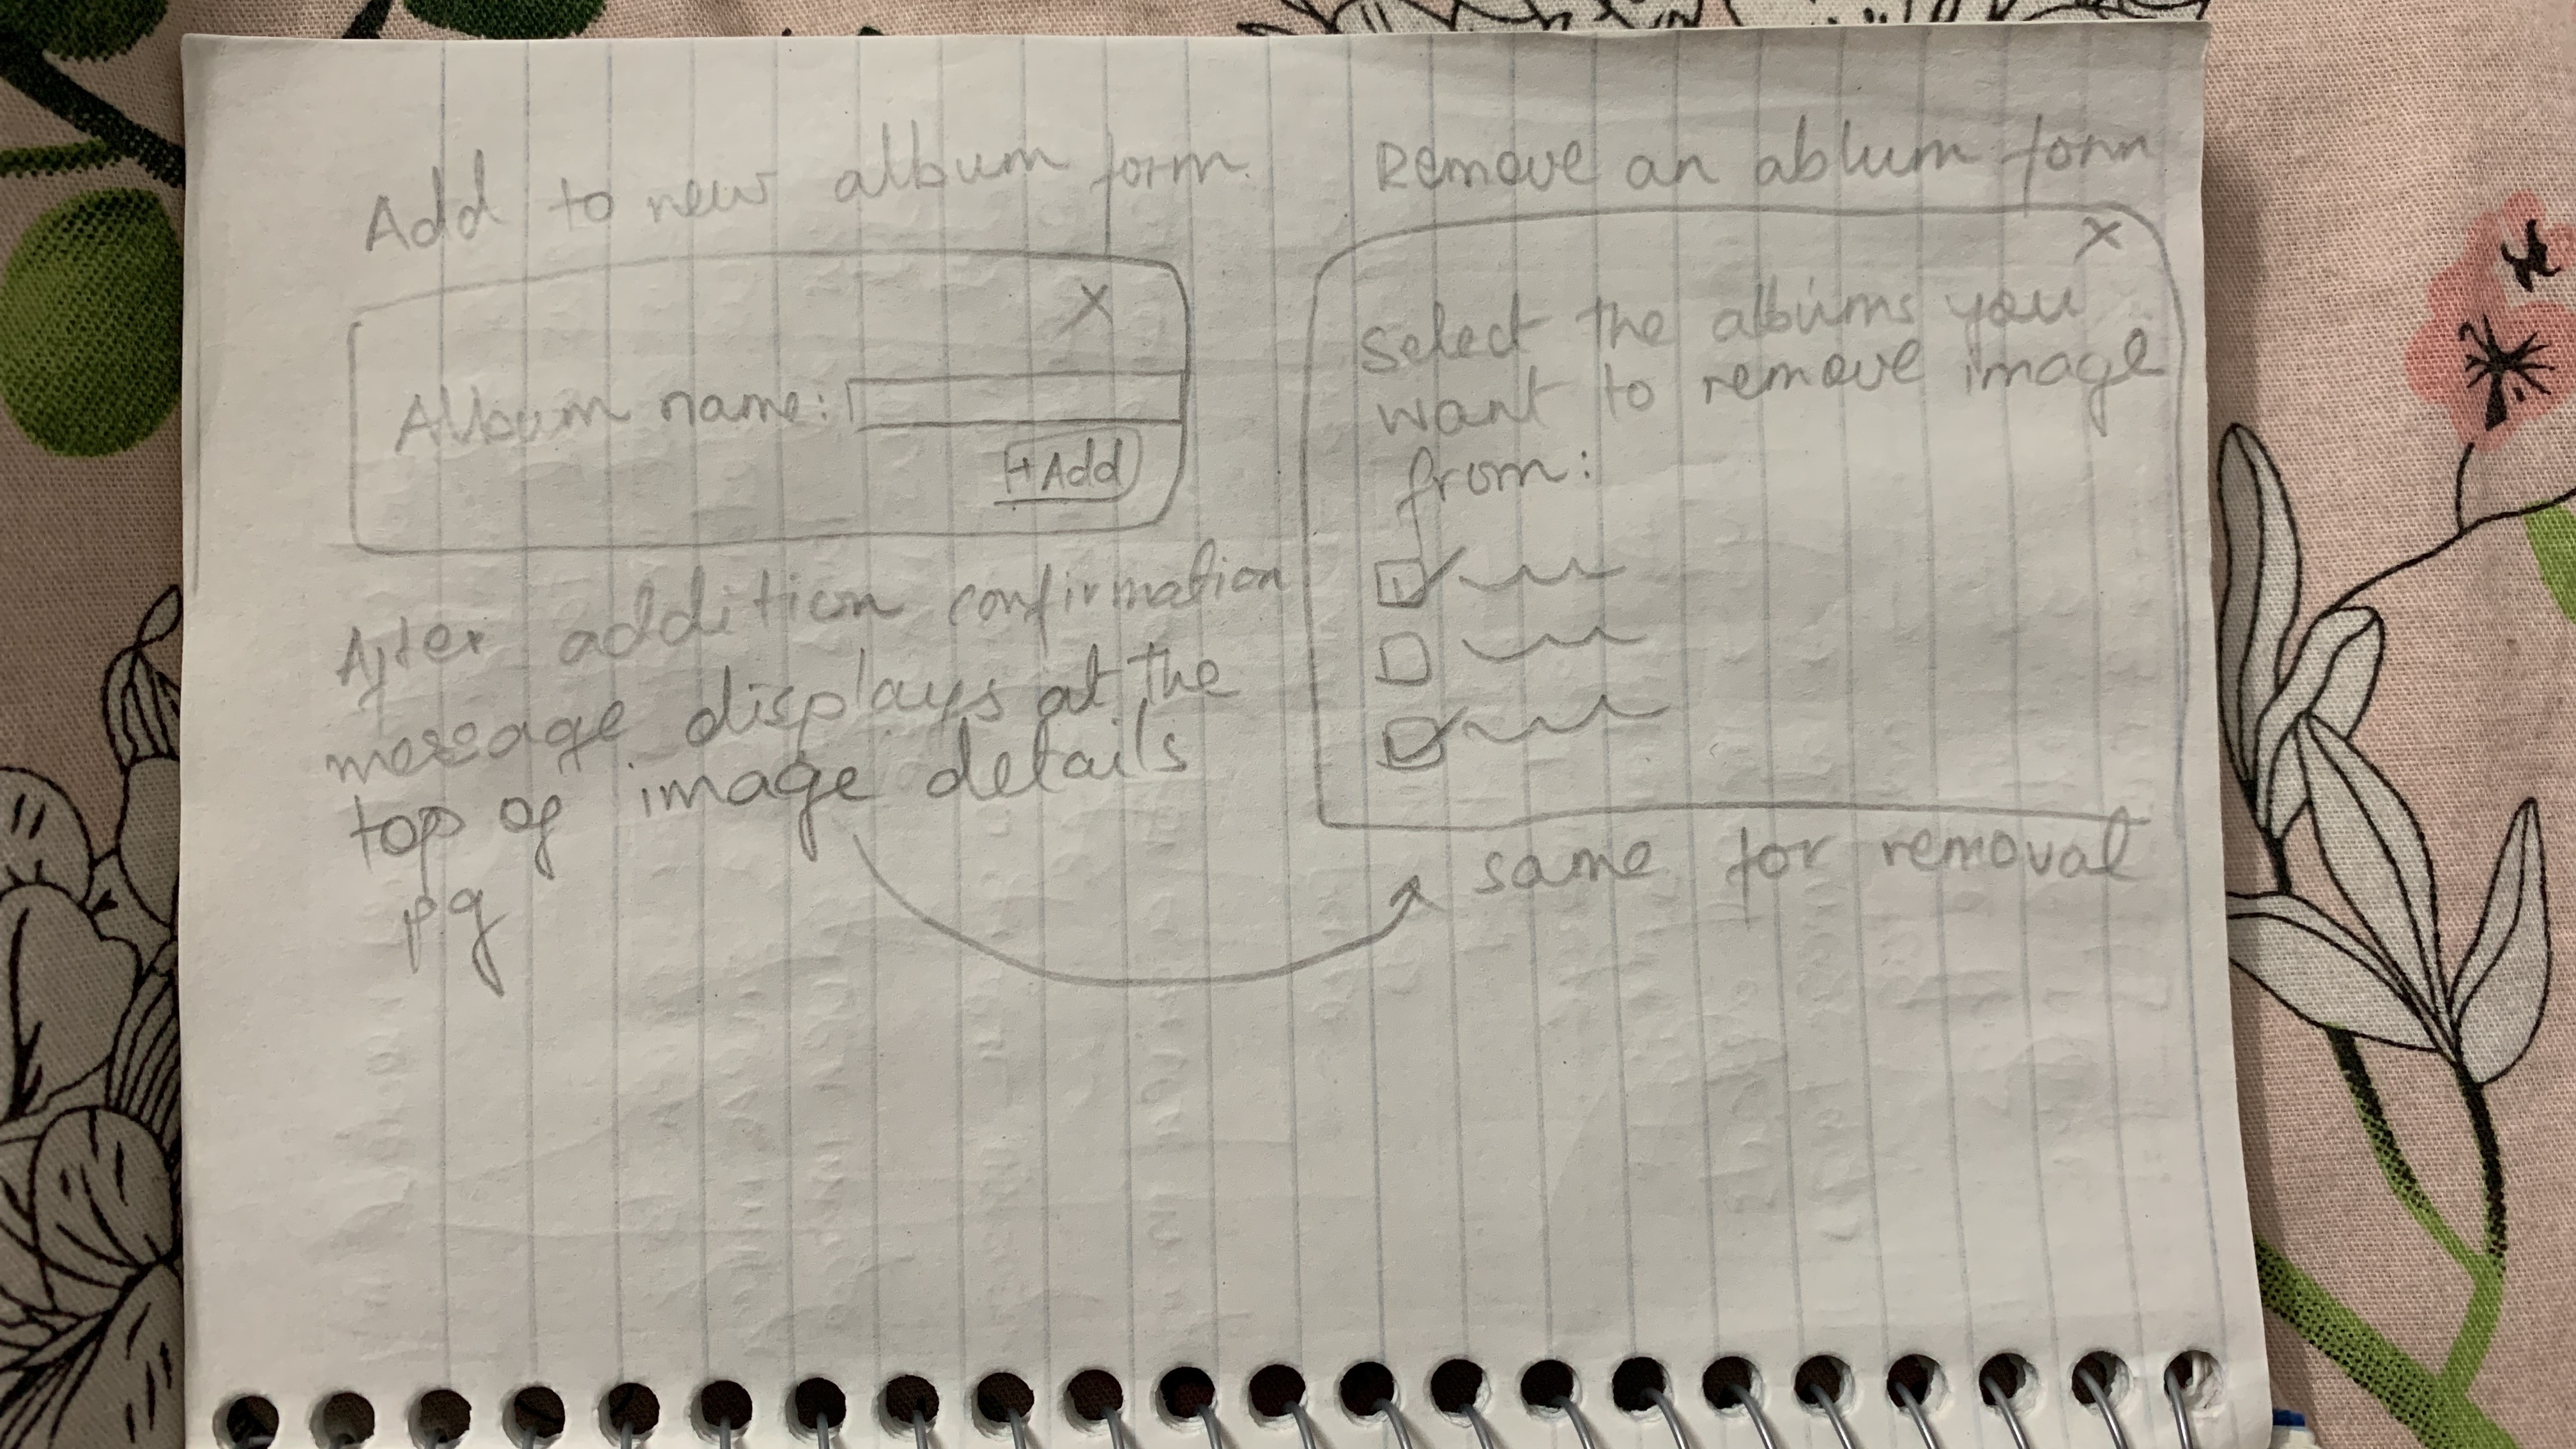 Add to new album form.
X
Album name:
+Add
After addition confirmation
message displays at the
top of image details
pg
Remove an ablum form
X
Select the albums you
want to remove image
from:
same for removal